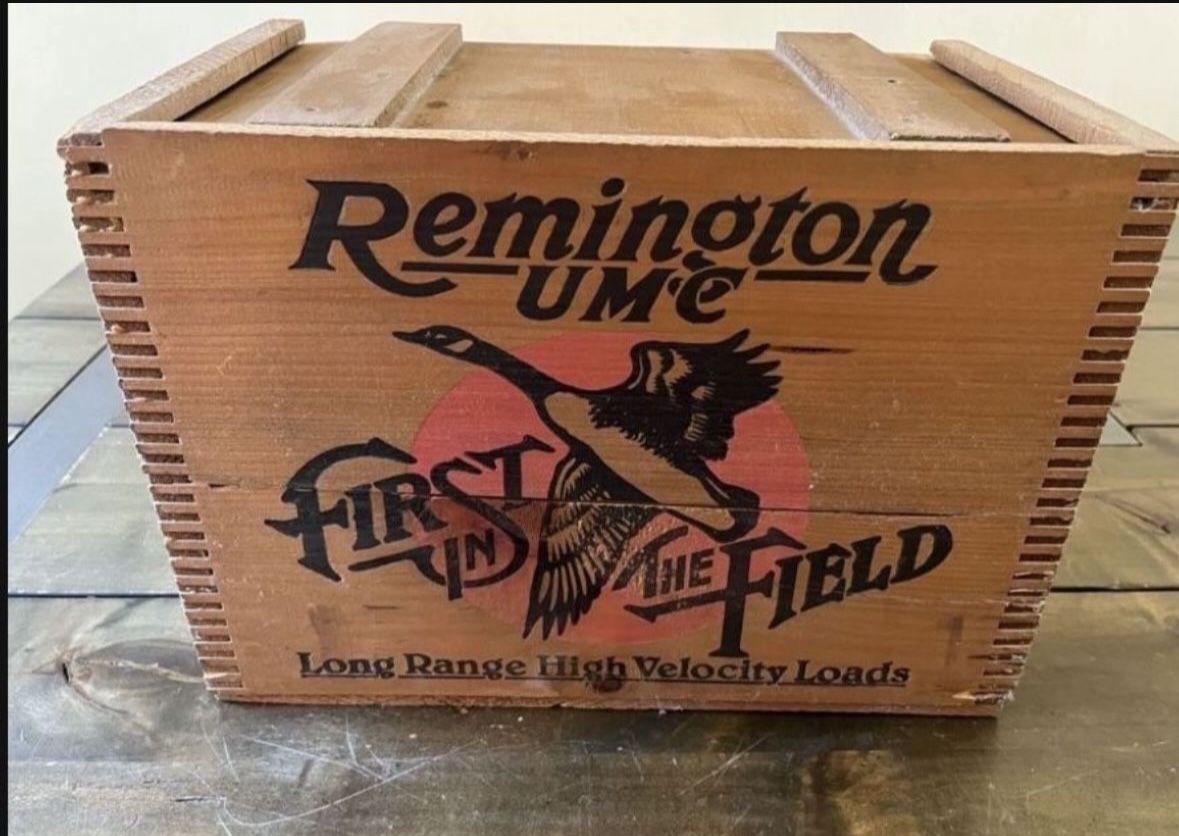 Remington
UMC
FIRST IN THE FIELD
Long Range High Velocity Loads